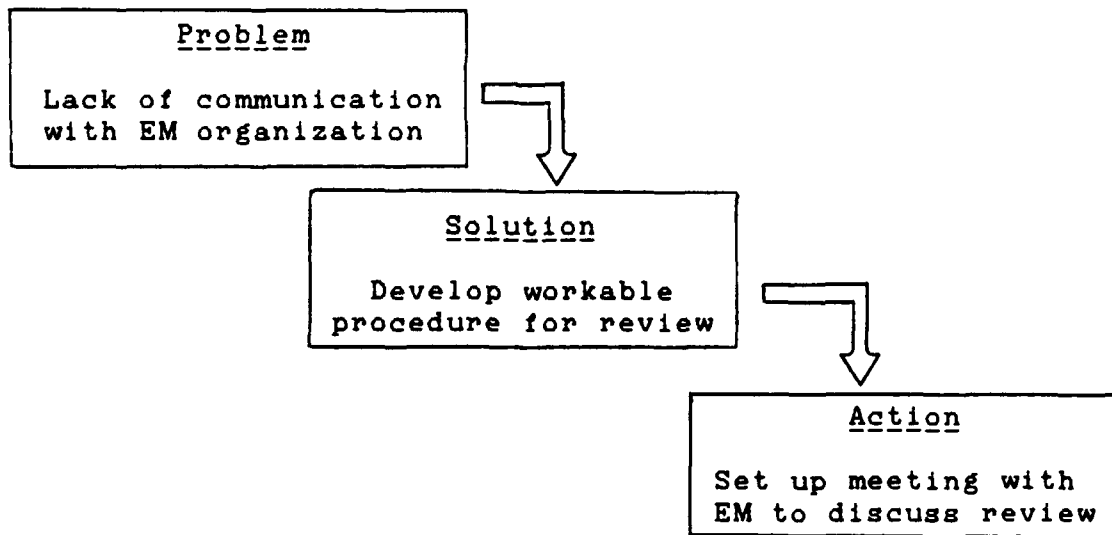 Problem
Lack of communication
with EM organization
Solution
Develop workable
procedure for review
Action
Set up meeting with
EM to discuss review